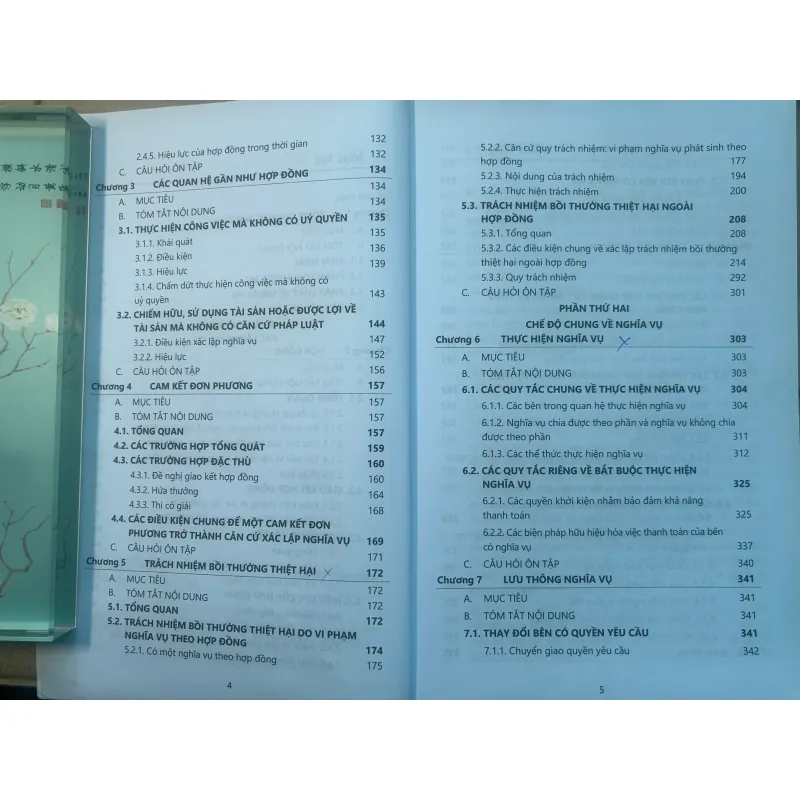 132
2.4.5. Hiệu lực của hợp đồng trong thời gian 132
C. CÂU HỎI ÔN TẬP 134
Chương 3 CÁC QUAN HỆ GẦN NHƯ HỢP ĐỒNG 134
A. MỤC TIÊU 134
B. TÓM TẮT NỘI DUNG 135
3.1. THỰC HIỆN CÔNG VIỆC MÀ KHÔNG CÓ UỶ QUYỀN 135
3.1.1. Khái quát 136
3.1.2. Điều kiện 139
3.1.3. Hiệu lực
3.1.4. Chấm dứt thực hiện công việc mà không có
uỷ quyền 143
3.2. CHIẾM HỮU, SỬ DỤNG TÀI SẢN HOẶC ĐƯỢC LỢI VỀ
TÀI SẢN MÀ KHÔNG CÓ CĂN CỨ PHÁP LUẬT 144
3.2.1. Điều kiện xác lập nghĩa vụ 147
3.2.2. Hiệu lực 152
C. CÂU HỎI ÔN TẬP 156
Chương 4 CAM KẾT ĐƠN PHƯƠNG 157
A. MỤC TIÊU 157
B. TÓM TẮT NỘI DUNG 157
4.1. TỔNG QUAN 157
4.2. CÁC TRƯỜNG HỢP TỔNG QUÁT 159
4.3. CÁC TRƯỜNG HỢP ĐẶC THÙ 160
4.3.1. Đề nghị giao kết hợp đồng 160
4.3.2. Hứa thưởng 164
4.3.3. Thi có giải 168
4.4. CÁC ĐIỀU KIỆN CHUNG ĐỂ MỘT CAM KẾT ĐƠN
PHƯƠNG TRỞ THÀNH CĂN CỨ XÁC LẬP NGHĨA VỤ 169
C. CÂU HỎI ÔN TẬP 171
Chương 5 TRÁCH NHIỆM BỒI THƯỜNG THIỆT HẠI 172
A. MỤC TIÊU 172
B. TÓM TẮT NỘI DUNG 172
5.1. TỔNG QUAN 172
5.2. TRÁCH NHIỆM BỒI THƯỜNG THIỆT HẠI DO VI PHẠM
NGHĨA VỤ THEO HỢP ĐỒNG 174
5.2.1. Có một nghĩa vụ theo hợp đồng 175
4
5.2.2. Căn cứ quy trách nhiệm: vi phạm nghĩa vụ phát sinh theo
hợp đồng 177
5.2.3. Nội dung của trách nhiệm 194
5.2.4. Thực hiện trách nhiệm 200
5.3. TRÁCH NHIỆM BỒI THƯỜNG THIỆT HẠI NGOÀI
HỢP ĐỒNG 208
5.3.1. Tổng quan 208
5.3.2. Các điều kiện chung về xác lập trách nhiệm bồi thường
thiệt hại ngoài hợp đồng 214
5.3.3. Quy trách nhiệm 292
C. CÂU HỎI ÔN TẬP 301
PHẦN THỨ HAI
CHẾ ĐỘ CHUNG VỀ NGHĨA VỤ
Chương 6 THỰC HIỆN NGHĨA VỤ 303
A. MỤC TIÊU 303
B. TÓM TẮT NỘI DUNG 303
6.1. CÁC QUY TẮC CHUNG VỀ THỰC HIỆN NGHĨA VỤ 304
6.1.1. Các bên trong quan hệ thực hiện nghĩa vụ 304
6.1.2. Nghĩa vụ chia được theo phần và nghĩa vụ không chia
được theo phần 311
6.1.3. Các thể thức thực hiện nghĩa vụ 312
6.2. CÁC QUY TẮC RIÊNG VỀ BẮT BUỘC THỰC HIỆN
NGHĨA VỤ 325
6.2.1. Các quyền khởi kiện nhằm bảo đảm khả năng
thanh toán 325
6.2.2. Các biện pháp hữu hiệu hóa việc thanh toán của bên
có nghĩa vụ 337
C. CÂU HỎI ÔN TẬP 340
Chương 7 LƯU THÔNG NGHĨA VỤ 341
A. MỤC TIÊU 341
B. TÓM TẮT NỘI DUNG 341
7.1. THAY ĐỔI BÊN CÓ QUYỀN YÊU CẦU 341
7.1.1. Chuyển giao quyền yêu cầu 342
5